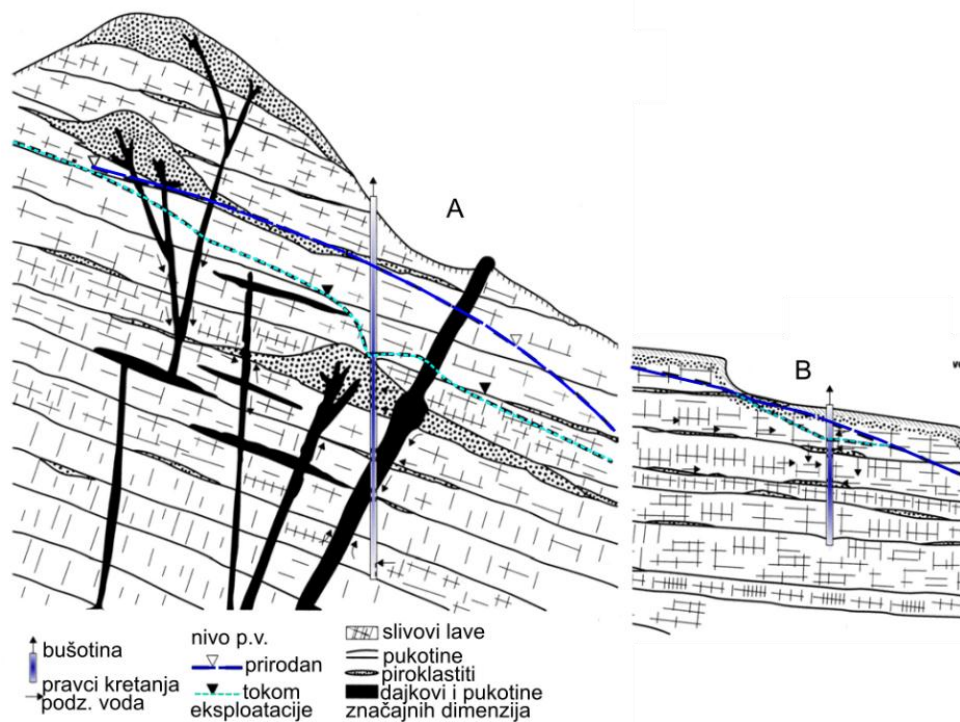 A
B
bušotina
pravci kretanja
podz. voda
nivo p.v.
prirodan
tokom
eksploatacije
slivovi lave
pukotine
piroklastiti
dajkovi i pukotine
značajnih dimenzija